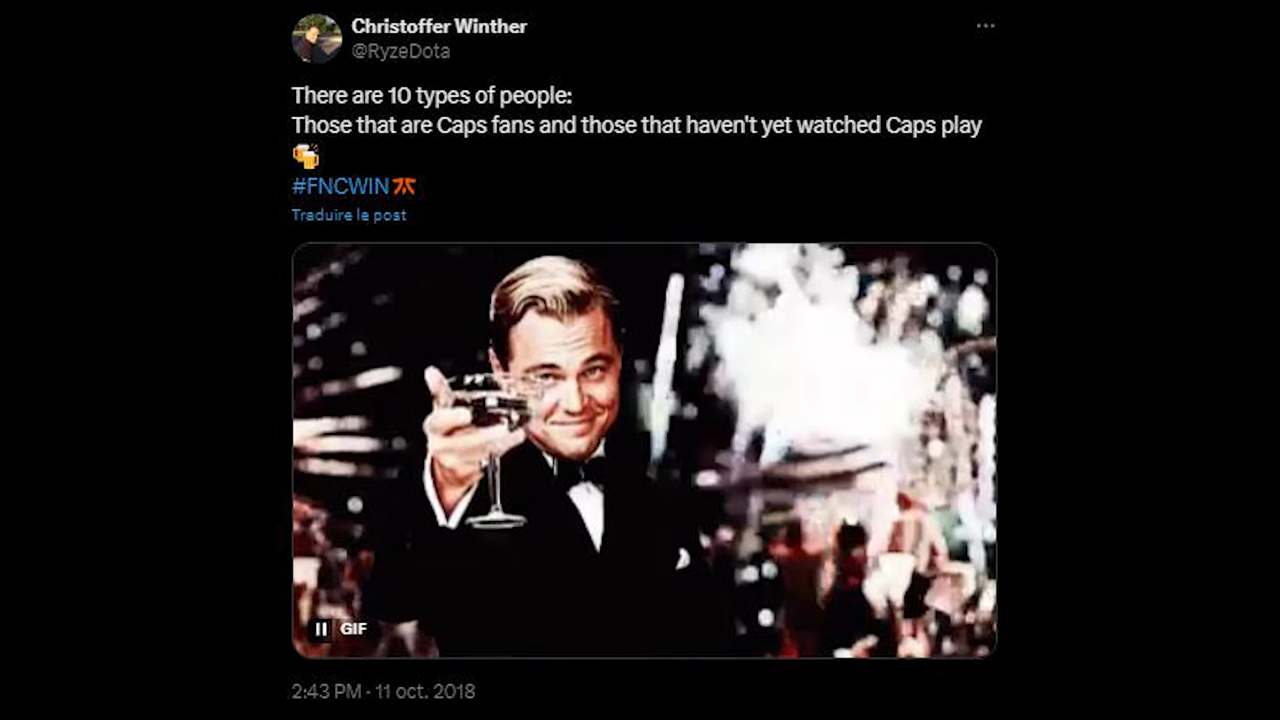 Christoffer Winther
@RyzeDota
There are 10 types of people:
Those that are Caps fans and those that haven't yet watched Caps play
🍻
#FNCWIN
Traduire le post
GIF
2:43 PM · 11 oct. 2018